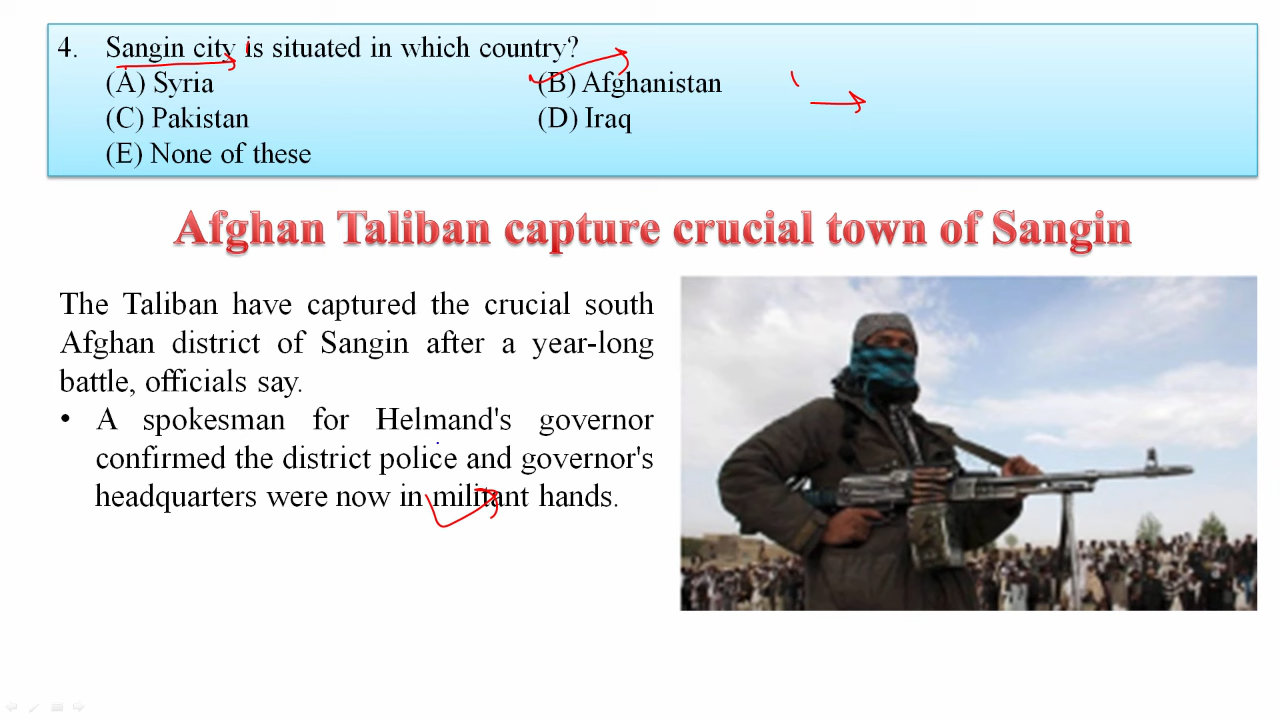 4. Sangin city is situated in which country?
(A) Syria (B) Afghanistan
(C) Pakistan (D) Iraq
(E) None of these
Afghan Taliban capture crucial town of Sangin
The Taliban have captured the crucial south
Afghan district of Sangin after a year-long
battle, officials say.
• A spokesman for Helmand's governor
confirmed the district police and governor's
headquarters were now in militant hands.